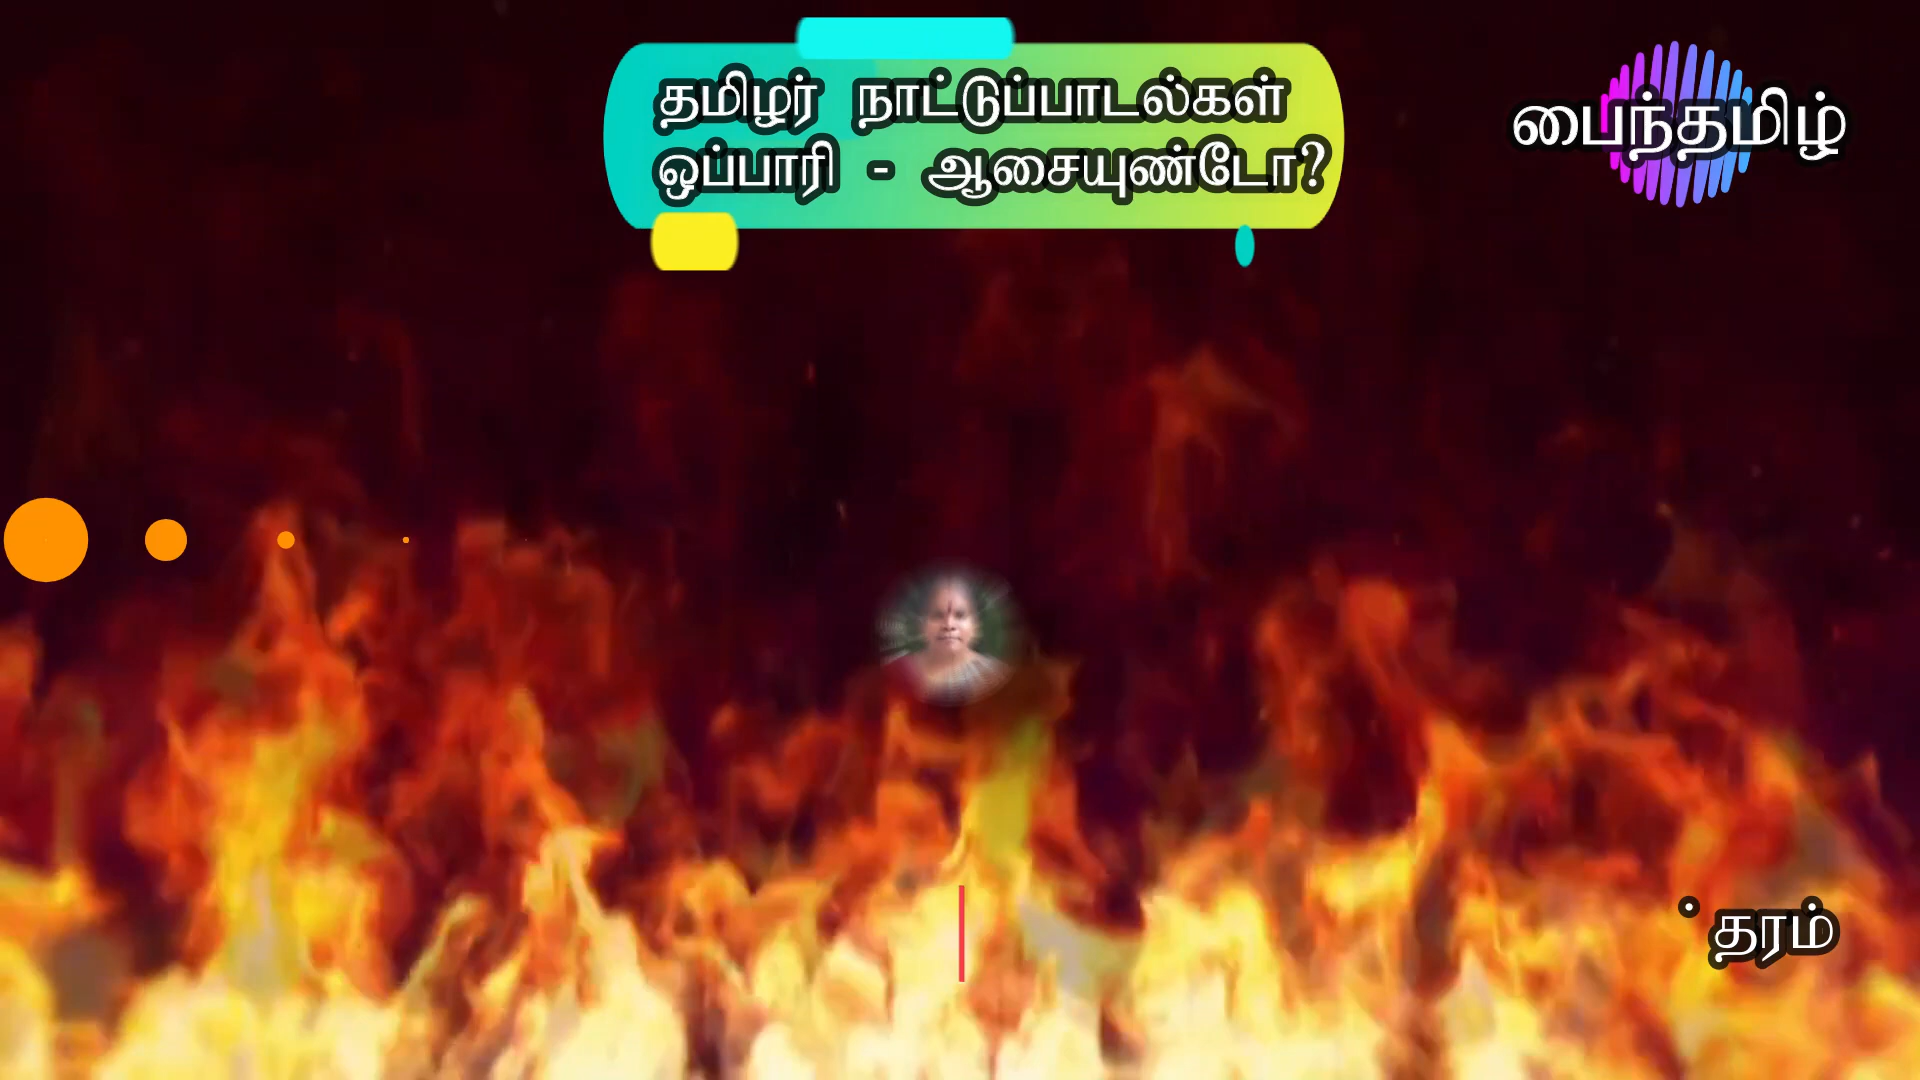 தமிழர் நாட்டுப்பாடல்கள்
ஒப்பாரி - ஆசையுண்டோ?
பைந்தமிழ்
தரம்